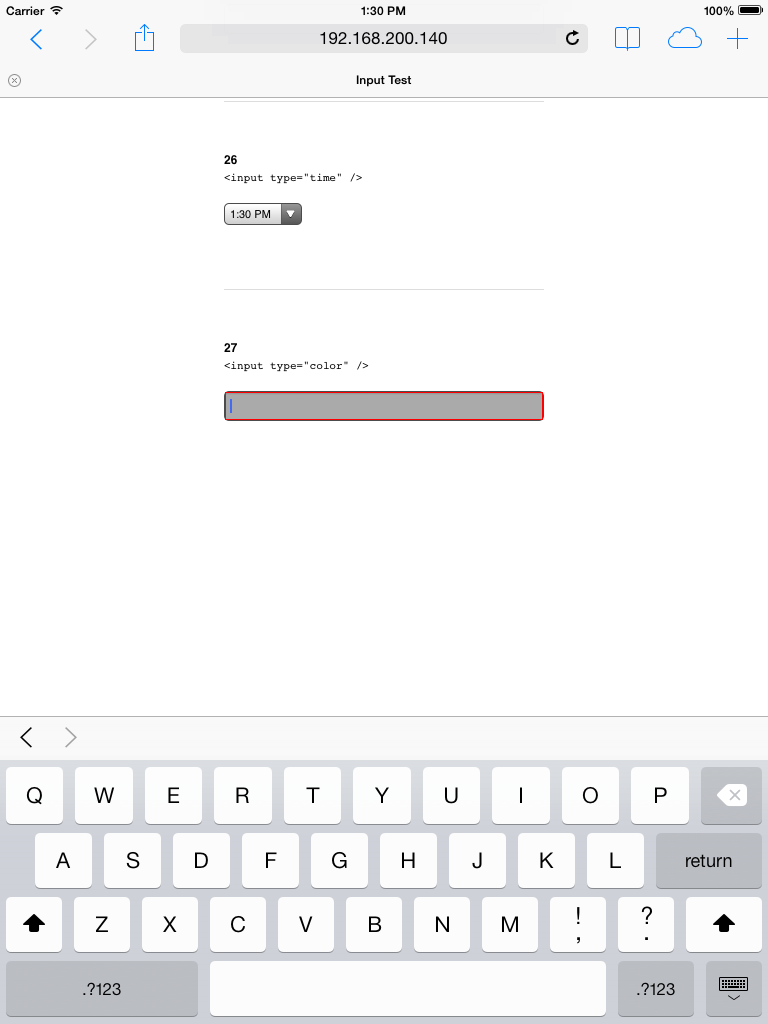 Carrier 1:30 PM 100%
192.168.200.140
Input Test
26
<input type="time" />
1:30 PM
27
<input type="color" />
Q W E R T Y U I O P
A S D F G H J K L return
Z X C V B N M ! , ? .
.?123 .?123